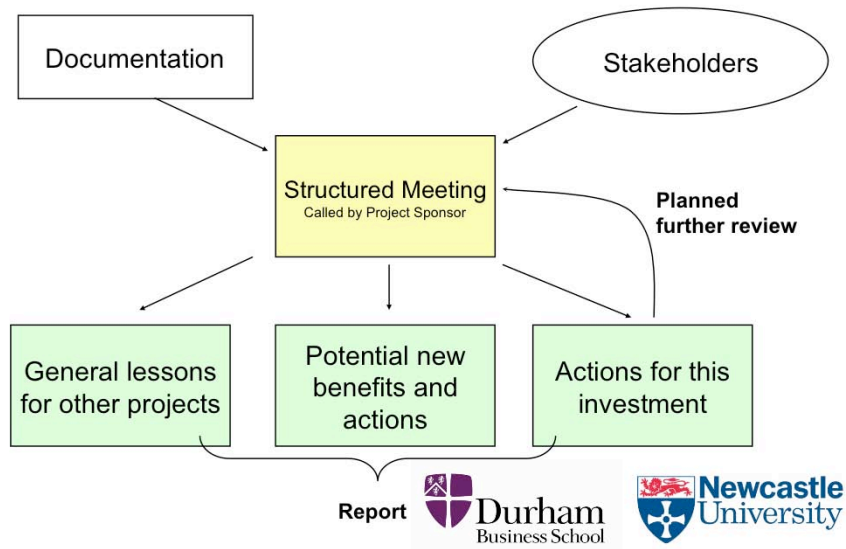 Documentation
Stakeholders
Structured Meeting
Called by Project Sponsor
Planned
further review
General lessons
for other projects
Potential new
benefits and
actions
Actions for this
investment
Report
Durham
Business School
Newcastle
University